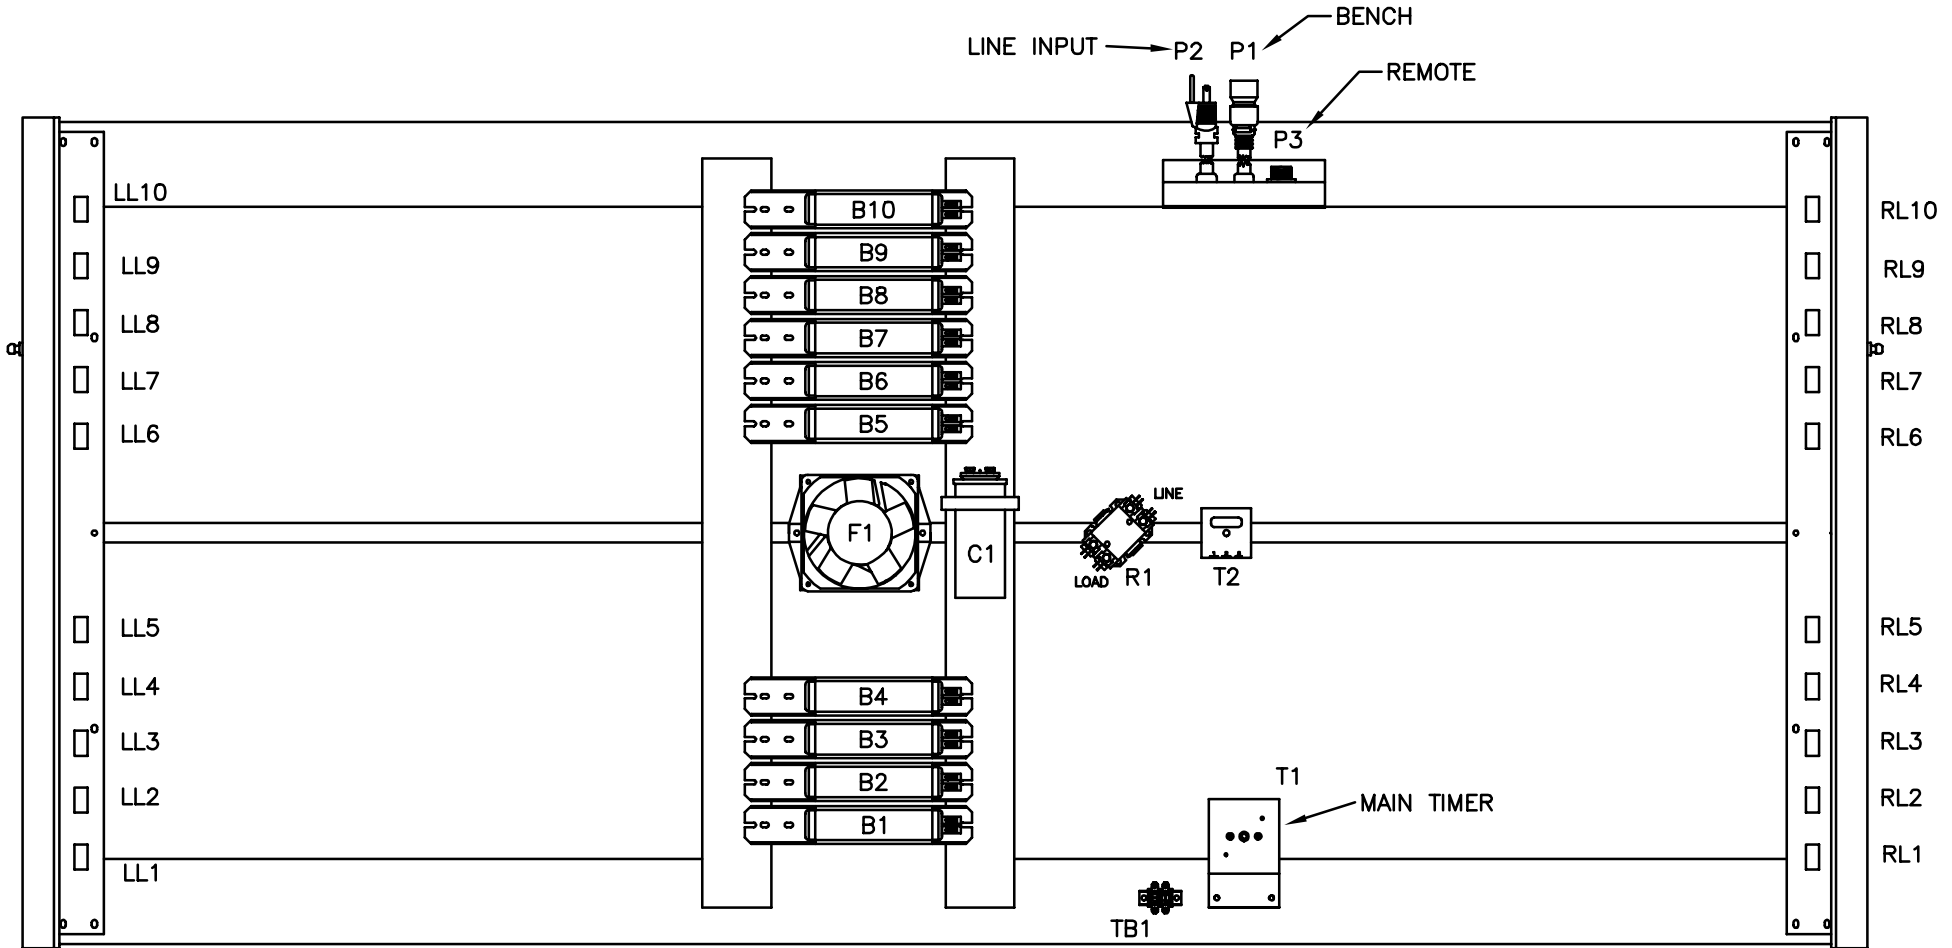 BENCH
LINE INPUT
P2
P1
REMOTE
P3
LL10
B10
RL10
LL9
B9
RL9
LL8
B8
RL8
LL7
B7
RL7
LL6
B6
RL6
B5
LINE
F1
C1
LOAD
R1
T2
LL5
RL5
LL4
B4
RL4
LL3
B3
RL3
T1
LL2
B2
MAIN TIMER
RL2
B1
LL1
RL1
TB1